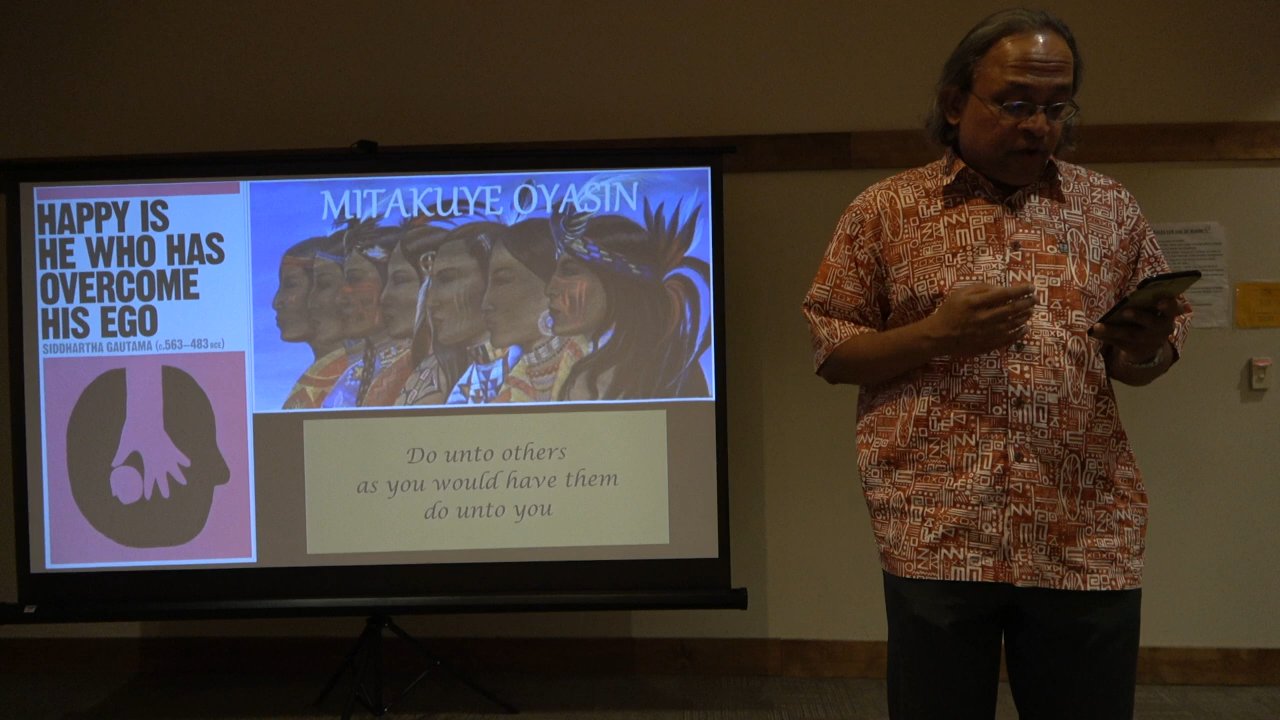 HAPPY IS
HE WHO HAS
OVERCOME
HIS EGO
SIDDHARTHA GAUTAMA (c.563–483 BCE)
MITAKUYE OYASIN
Do unto others
as you would have them
do unto you